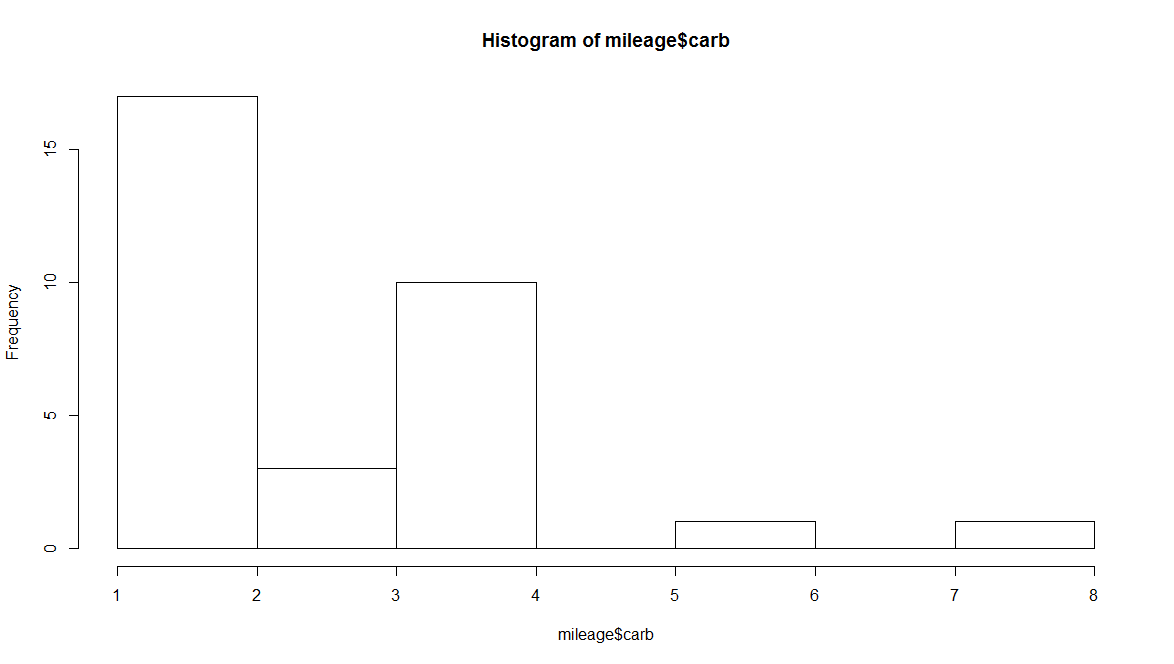 Histogram of mileage$carb
Frequency
15
10
5
0
1 2 3 4 5 6 7 8
mileage$carb